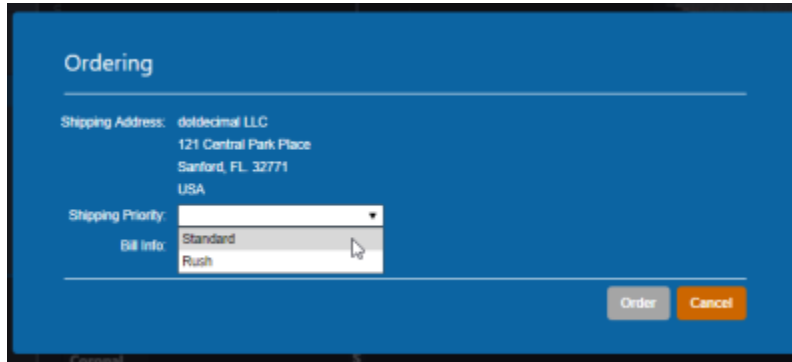 Ordering
Shipping Address: dotdecimal LLC
121 Central Park Place
Sanford, FL. 32771
USA
Shipping Priority:
Standard
Bill Info:
Rush
Order Cancel
Coronal S